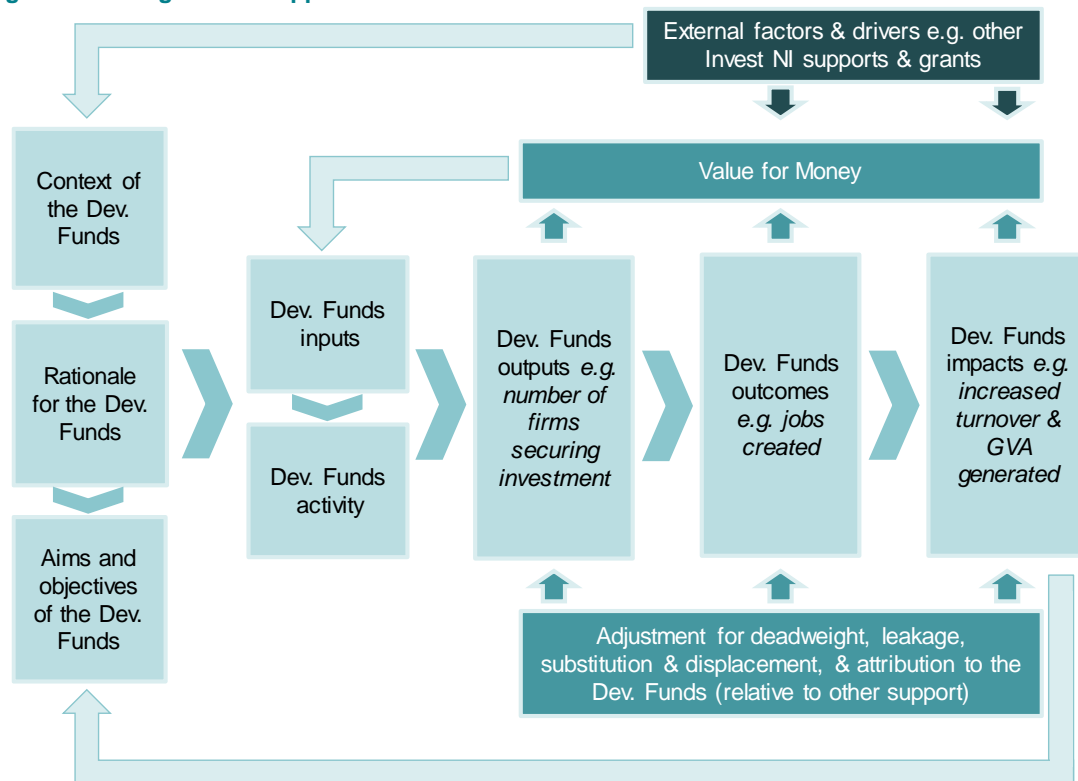 External factors & drivers e.g. other
Invest NI supports & grants
Value for Money
Context of
the Dev.
Funds
Rationale
for the Dev.
Funds
Aims and
objectives
of the Dev.
Funds
Dev. Funds
inputs
Dev. Funds
activity
Dev. Funds
outputs e.g.
number of
firms
securing
investment
Dev. Funds
outcomes
e.g. jobs
created
Dev. Funds
impacts e.g.
increased
turnover &
GVA
generated
Adjustment for deadweight, leakage,
substitution & displacement, & attribution to the
Dev. Funds (relative to other support)